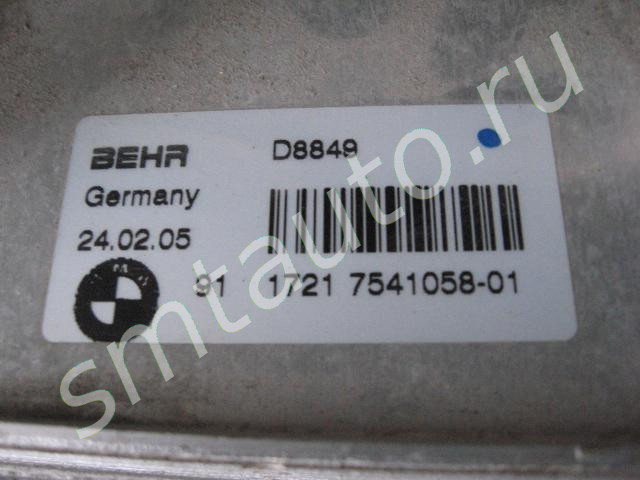 BEHR D8849
Germany
24.02.05
91 1721 7541058-01
smtauto.ru